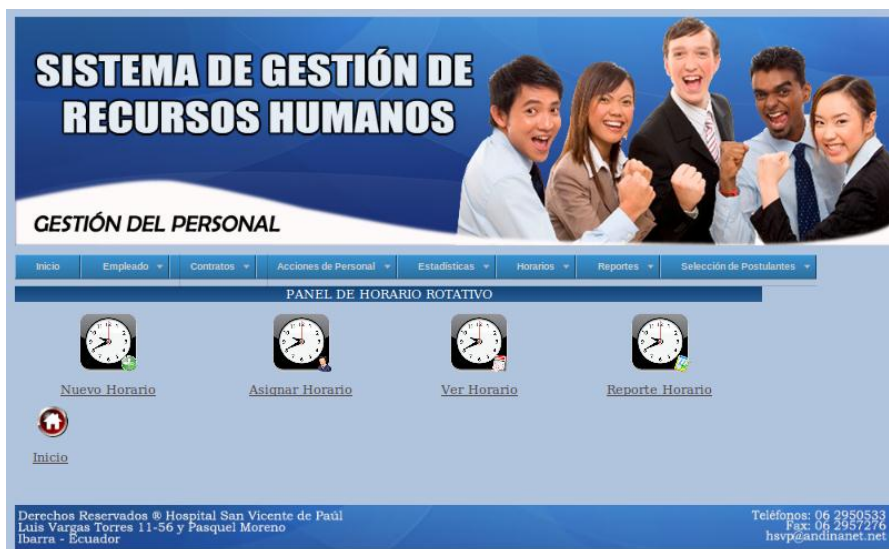 SISTEMA DE GESTIÓN DE
RECURSOS HUMANOS
GESTIÓN DEL PERSONAL
Inicio Empleado Contratos Acciones de Personal Estadísticas Horarios Reportes Selección de Postulantes
PANEL DE HORARIO ROTATIVO
Nuevo Horario Asignar Horario Ver Horario Reporte Horario
Inicio
Derechos Reservados ® Hospital San Vicente de Paúl
Luis Vargas Torres 11-56 y Pasquel Moreno
Ibarra - Ecuador
Teléfonos: 06 2950533
Fax: 06 2957276
hsvp@andinanet.net